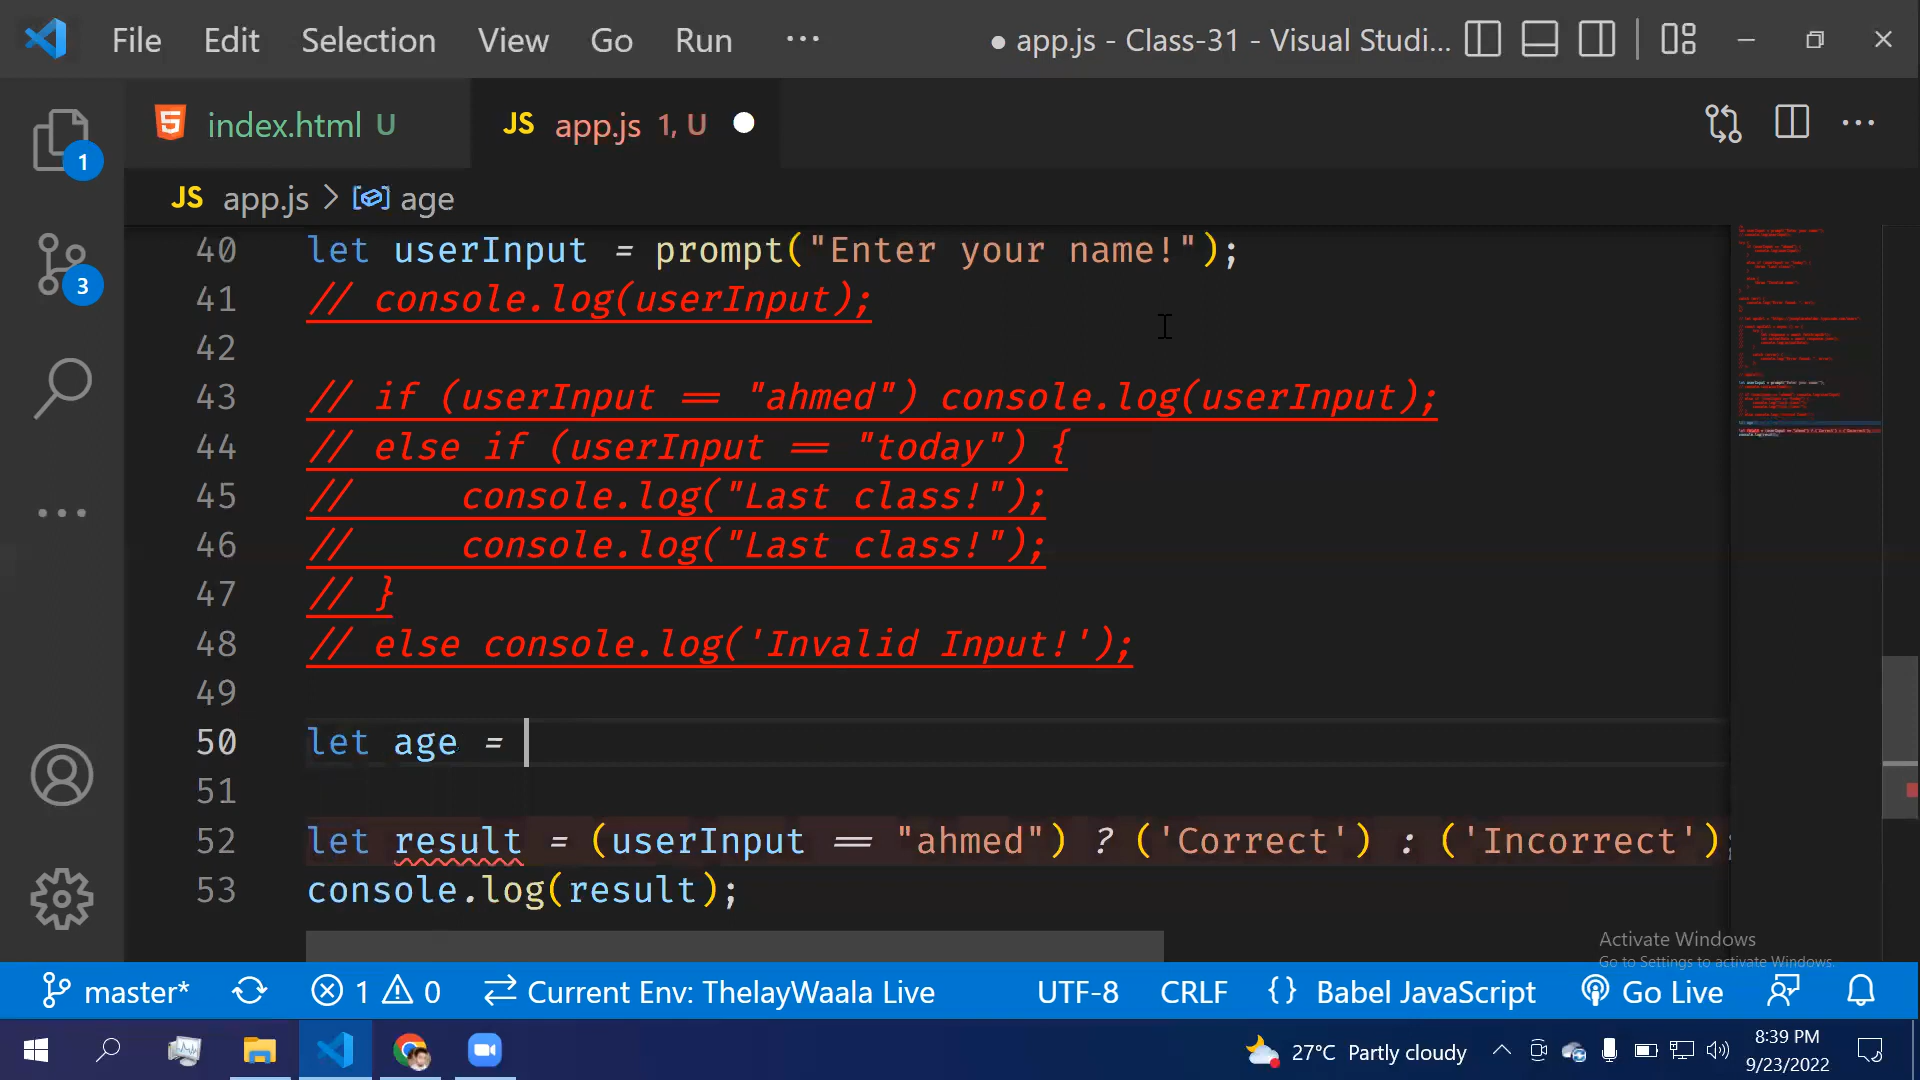 File Edit Selection View Go Run ... ● app.js - Class-31 - Visual Studi...
index.html U JS app.js 1, U
JS app.js > age
1
3
40 let userInput = prompt("Enter your name!");
41 // console.log(userInput);
42
43 // if (userInput == "ahmed") console.log(userInput);
44 // else if (userInput == "today") {
45 //     console.log("Last class!");
46 //     console.log("Last class!");
47 // }
48 // else console.log('Invalid Input!');
49
50 let age =
51
52 let result = (userInput == "ahmed") ? ('Correct') : ('Incorrect');
53 console.log(result);
Activate Windows
Go to Settings to activate Windows.
master* 1 0 Current Env: ThelayWaala Live UTF-8 CRLF {} Babel JavaScript Go Live
27°C Partly cloudy
8:39 PM
9/23/2022